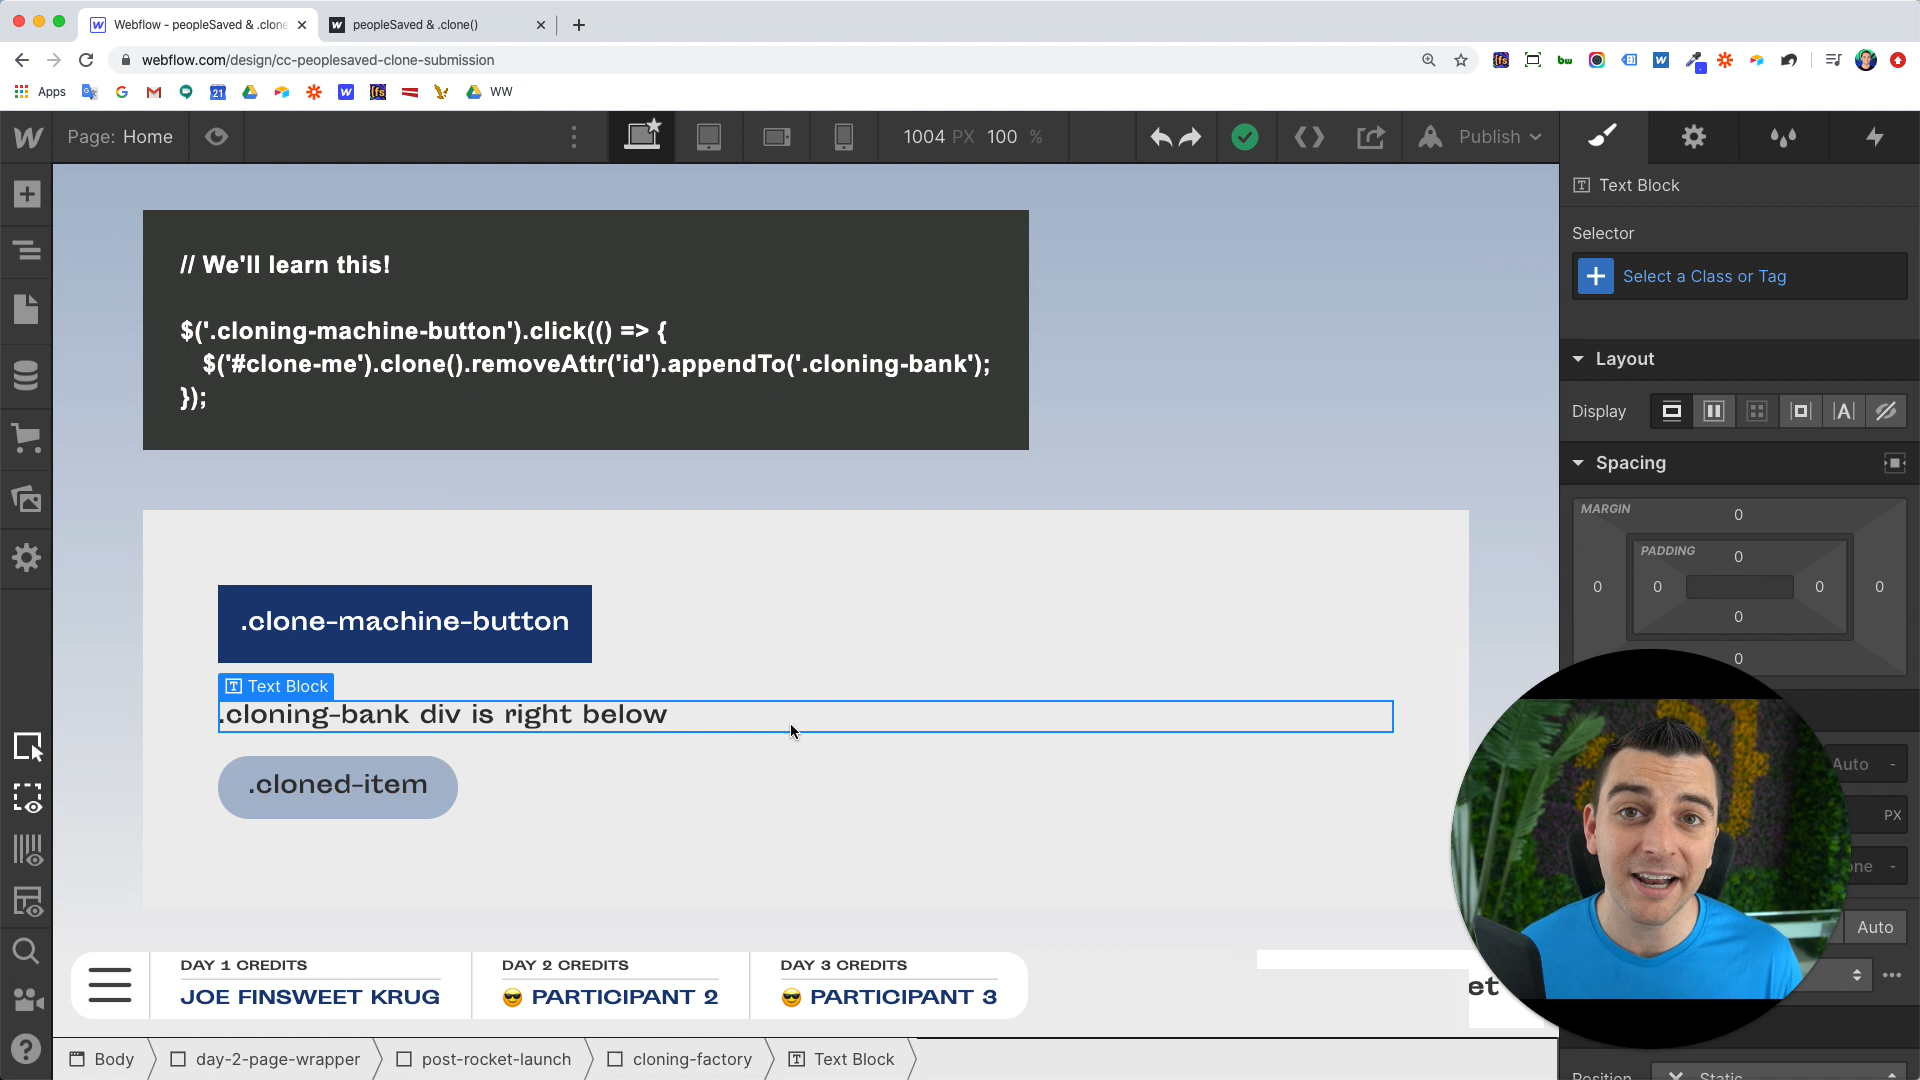 Webflow - peopleSaved & .clone
peopleSaved & .clone()
webflow.com/design/cc-peoplesaved-clone-submission
Apps
21
WW
Page: Home
1004 PX 100 %
Publish
Text Block
Selector
Select a Class or Tag
Layout
Display
Spacing
MARGIN
0
PADDING
0
0 0 0 0
0
0
// We'll learn this!
$('.cloning-machine-button').click(() => {
$('#clone-me').clone().removeAttr('id').appendTo('.cloning-bank');
});
.clone-machine-button
Text Block
.cloning-bank div is right below
.cloned-item
Auto -
PX
one -
Auto
et
DAY 1 CREDITS
JOE FINSWEET KRUG
DAY 2 CREDITS
😎 PARTICIPANT 2
DAY 3 CREDITS
😎 PARTICIPANT 3
Body
day-2-page-wrapper
post-rocket-launch
cloning-factory
Text Block
Position
Static